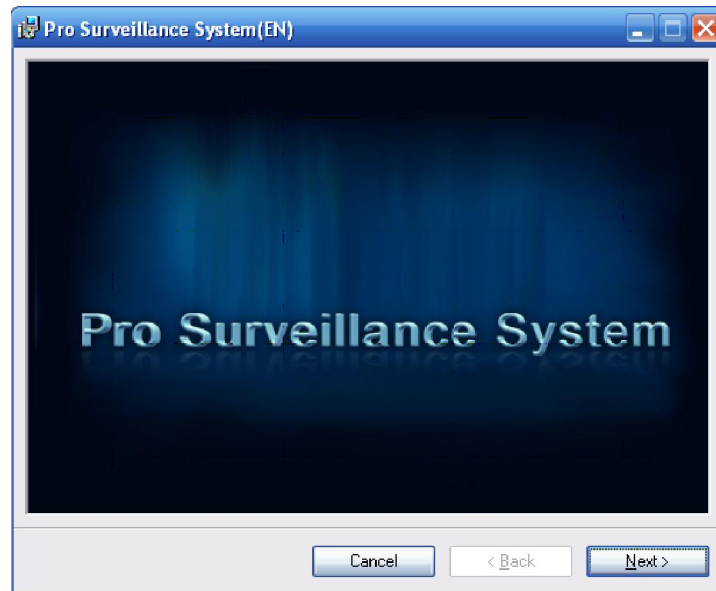 Pro Surveillance System(EN)
Pro Surveillance System
Cancel
< Back
Next >